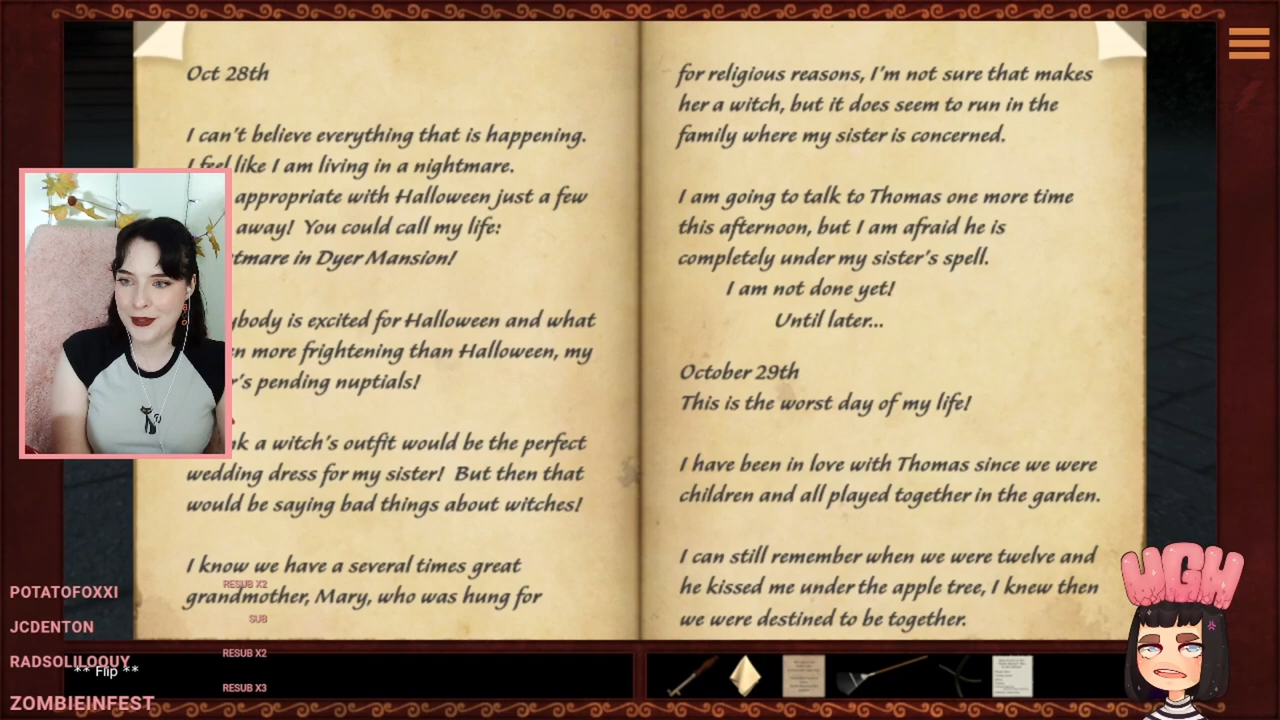 Oct 28th
I can't believe everything that is happening.
I feel like I am living in a nightmare.
appropriate with Halloween just a few
away! You could call my life:
in Dyer Mansion!
is excited for Halloween and what
more frightening than Halloween, my
pending nuptials!
a witch's outfit would be the perfect
wedding dress for my sister! But then that
would be saying bad things about witches!
I know we have a several times great
grandmother, Mary, who was hung for
for religious reasons, I'm not sure that makes
her a witch, but it does seem to run in the
family where my sister is concerned.
I am going to talk to Thomas one more time
this afternoon, but I am afraid he is
completely under my sister's spell.
I am not done yet!
Until later...
October 29th
This is the worst day of my life!
I have been in love with Thomas since we were
children and all played together in the garden.
I can still remember when we were twelve and
he kissed me under the apple tree, I knew then
we were destined to be together.
POTATOFOXXI RESUB X2
JCDENTON SUB
RADSOLILOQUY RESUB X2
** Flip **
ZOMBIEINFEST RESUB X3
UGH